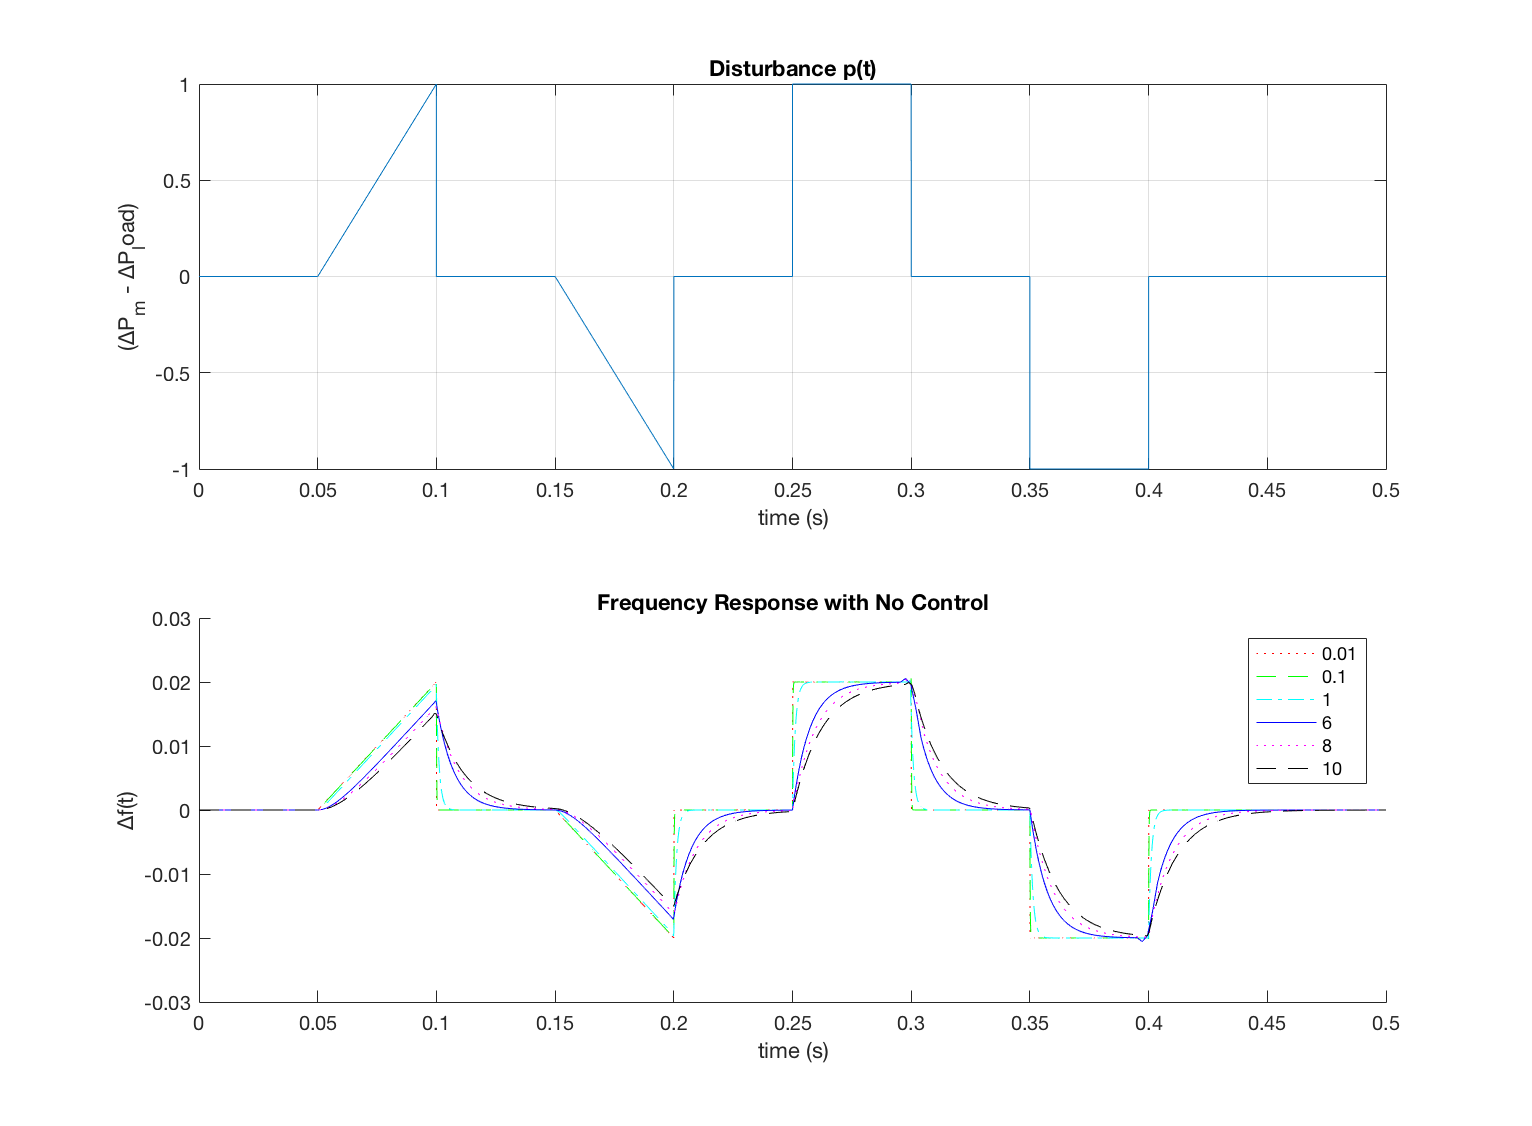 Disturbance p(t)
(ΔPm - ΔPload)
1
0.5
0
-0.5
-1
0 0.05 0.1 0.15 0.2 0.25 0.3 0.35 0.4 0.45 0.5
time (s)
Frequency Response with No Control
Δf(t)
0.03
0.02
0.01
0
-0.01
-0.02
-0.03
0.01
0.1
1
6
8
10
0 0.05 0.1 0.15 0.2 0.25 0.3 0.35 0.4 0.45 0.5
time (s)